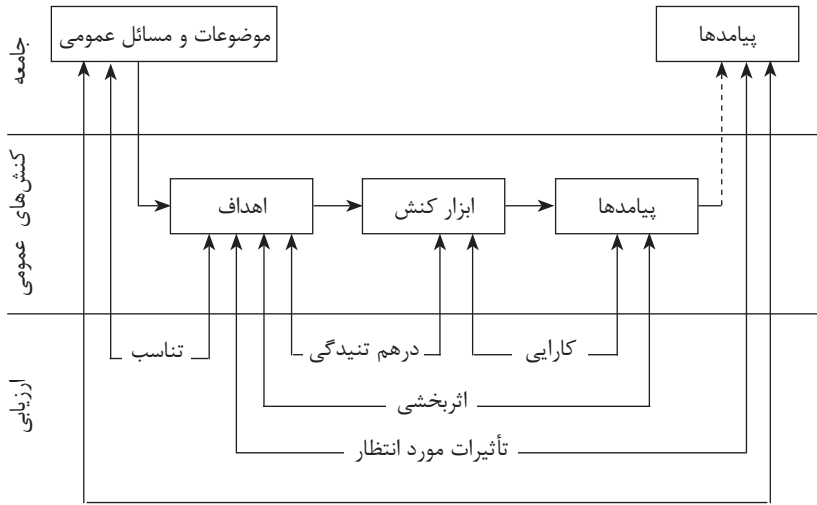 جامعه
موضوعات و مسائل عمومی
پیامدها
کنش‌های عمومی
اهداف
ابزار کنش
پیامدها
ارزیابی
تناسب
درهم تنیدگی
کارایی
اثربخشی
تأثیرات مورد انتظار